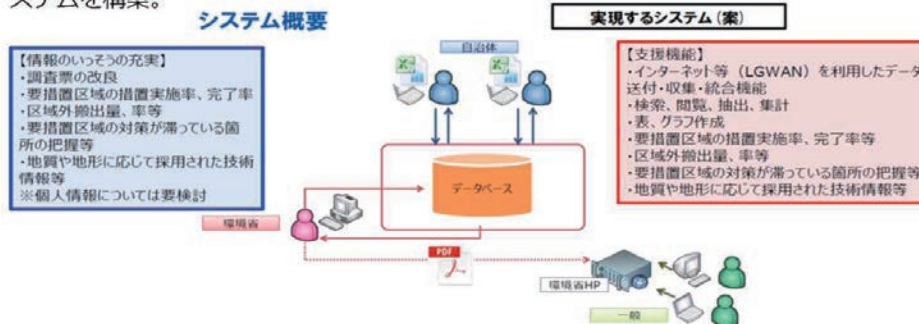 ステムを構築。
システム概要
実現するシステム(案)
【情報のいっそうの充実】
・調査票の改良
・要措置区域の措置実施率、完了率
・区域外搬出量、率等
・要措置区域の対策が滞っている箇
所の把握等
・地質や地形に応じて採用された技術
情報等
※個人情報については要検討
自治体
データベース
環境省
PDF
環境省HP
一般
【支援機能】
・インターネット等(LGWAN)を利用したデータ
送付・収集・統合機能
・検索、閲覧、抽出、集計
・表、グラフ作成
・要措置区域の措置実施率、完了率等
・区域外搬出量、率等
・要措置区域の対策が滞っている箇所の把握等
・地質や地形に応じて採用された技術情報等